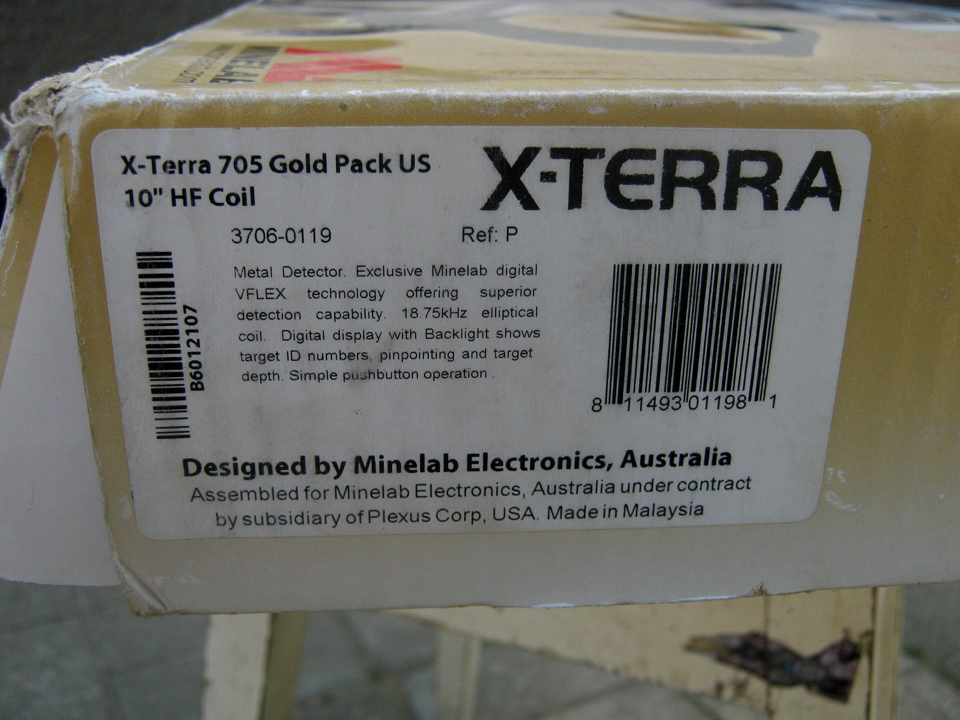 MINELAB
X-Terra 705 Gold Pack US
10" HF Coil
X-TERRA
3706-0119
Ref: P
Metal Detector. Exclusive Minelab digital
VFLEX technology offering superior
detection capability. 18.75kHz elliptical
coil. Digital display with Backlight shows
target ID numbers, pinpointing and target
depth. Simple pushbutton operation .
B6012107
8 11493 01198 1
Designed by Minelab Electronics, Australia
Assembled for Minelab Electronics, Australia under contract
by subsidiary of Plexus Corp, USA. Made in Malaysia